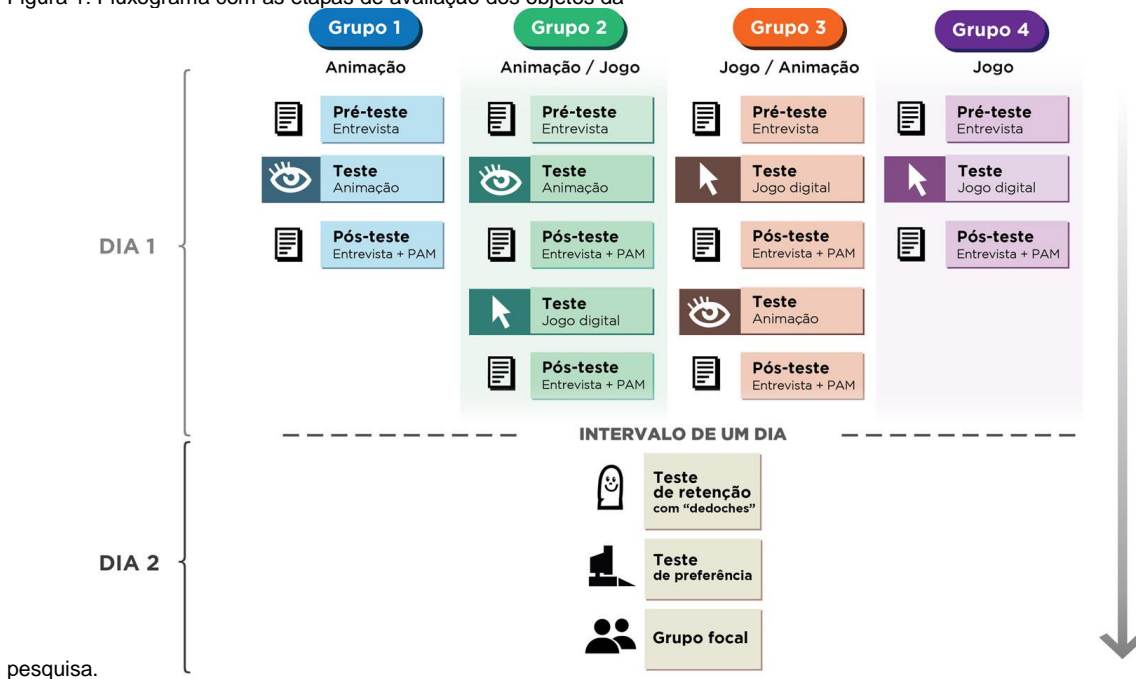 Figura 1. Fluxograma com as etapas de avaliação dos objetos da
Grupo 1
Grupo 2
Grupo 3
Grupo 4
Animação
Animação / Jogo
Jogo / Animação
Jogo
Pré-teste
Entrevista
Pré-teste
Entrevista
Pré-teste
Entrevista
Pré-teste
Entrevista
Teste
Animação
Teste
Animação
Teste
Jogo digital
Teste
Jogo digital
DIA 1
Pós-teste
Entrevista + PAM
Pós-teste
Entrevista + PAM
Pós-teste
Entrevista + PAM
Pós-teste
Entrevista + PAM
Teste
Jogo digital
Teste
Animação
Pós-teste
Entrevista + PAM
Pós-teste
Entrevista + PAM
INTERVALO DE UM DIA
DIA 2
Teste
de retenção
com “dedoches”
Teste
de preferência
Grupo focal
pesquisa.